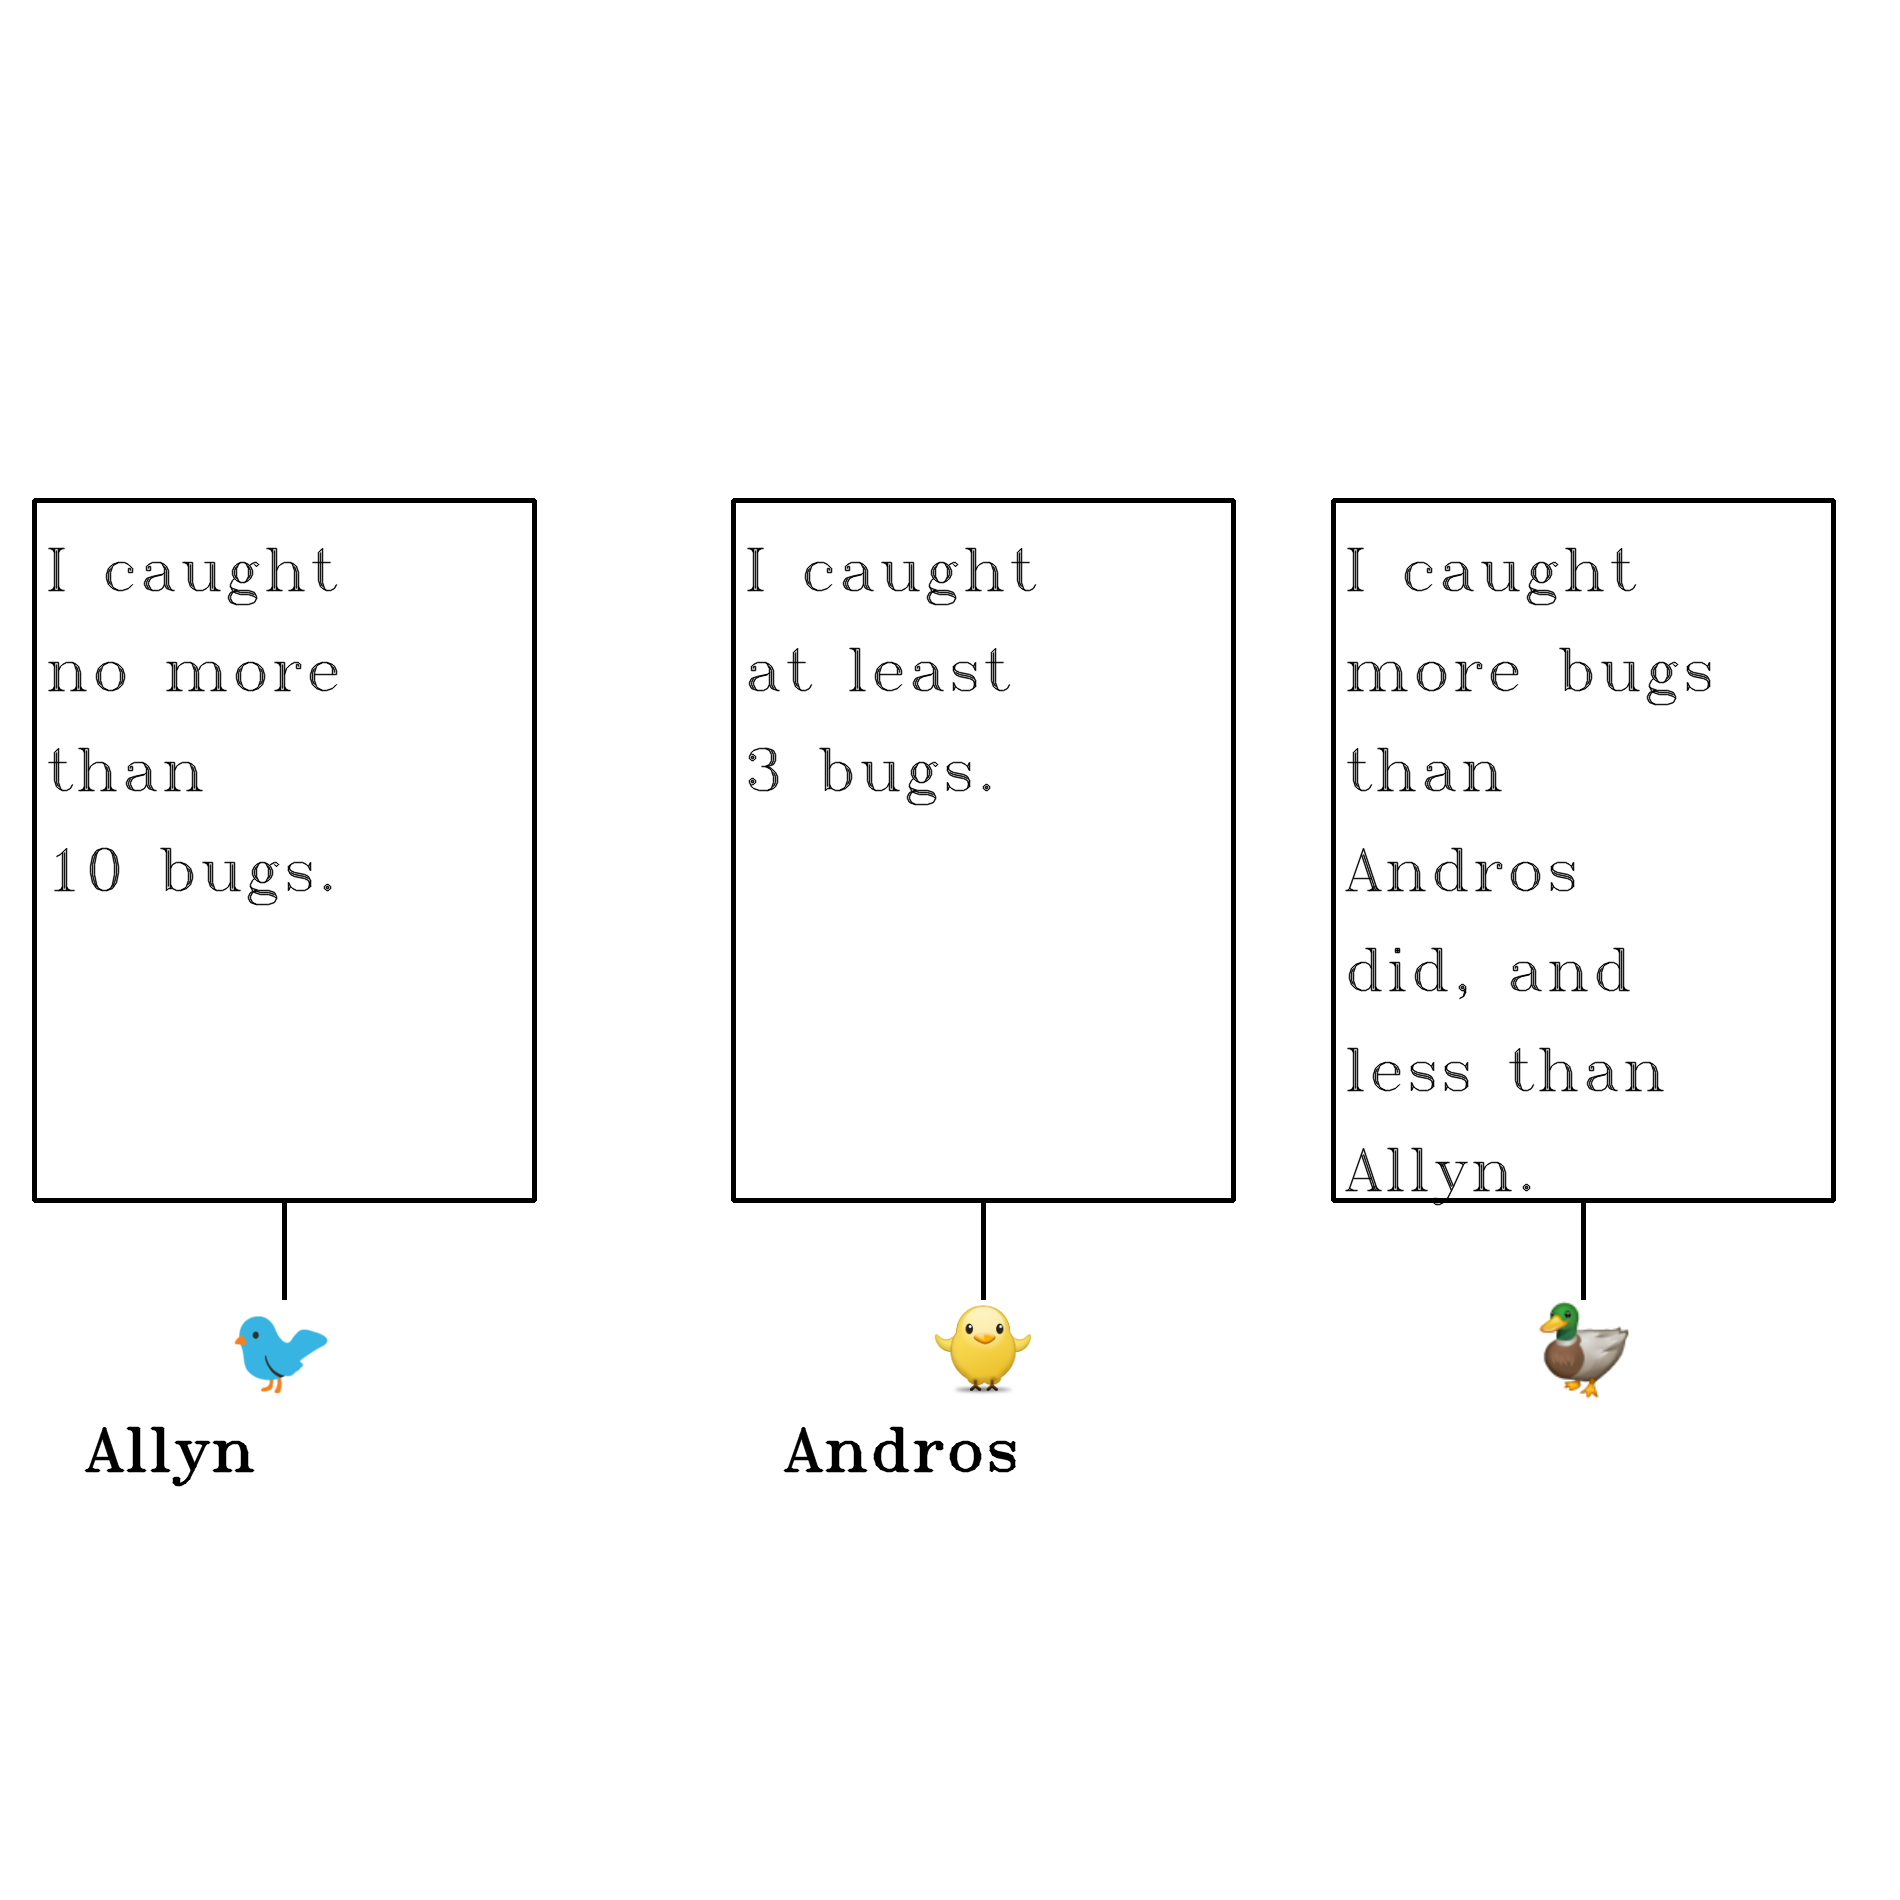 I caught
no more
than
10 bugs.
I caught
at least
3 bugs.
I caught
more bugs
than
Andros
did, and
less than
Allyn.
Allyn
Andros